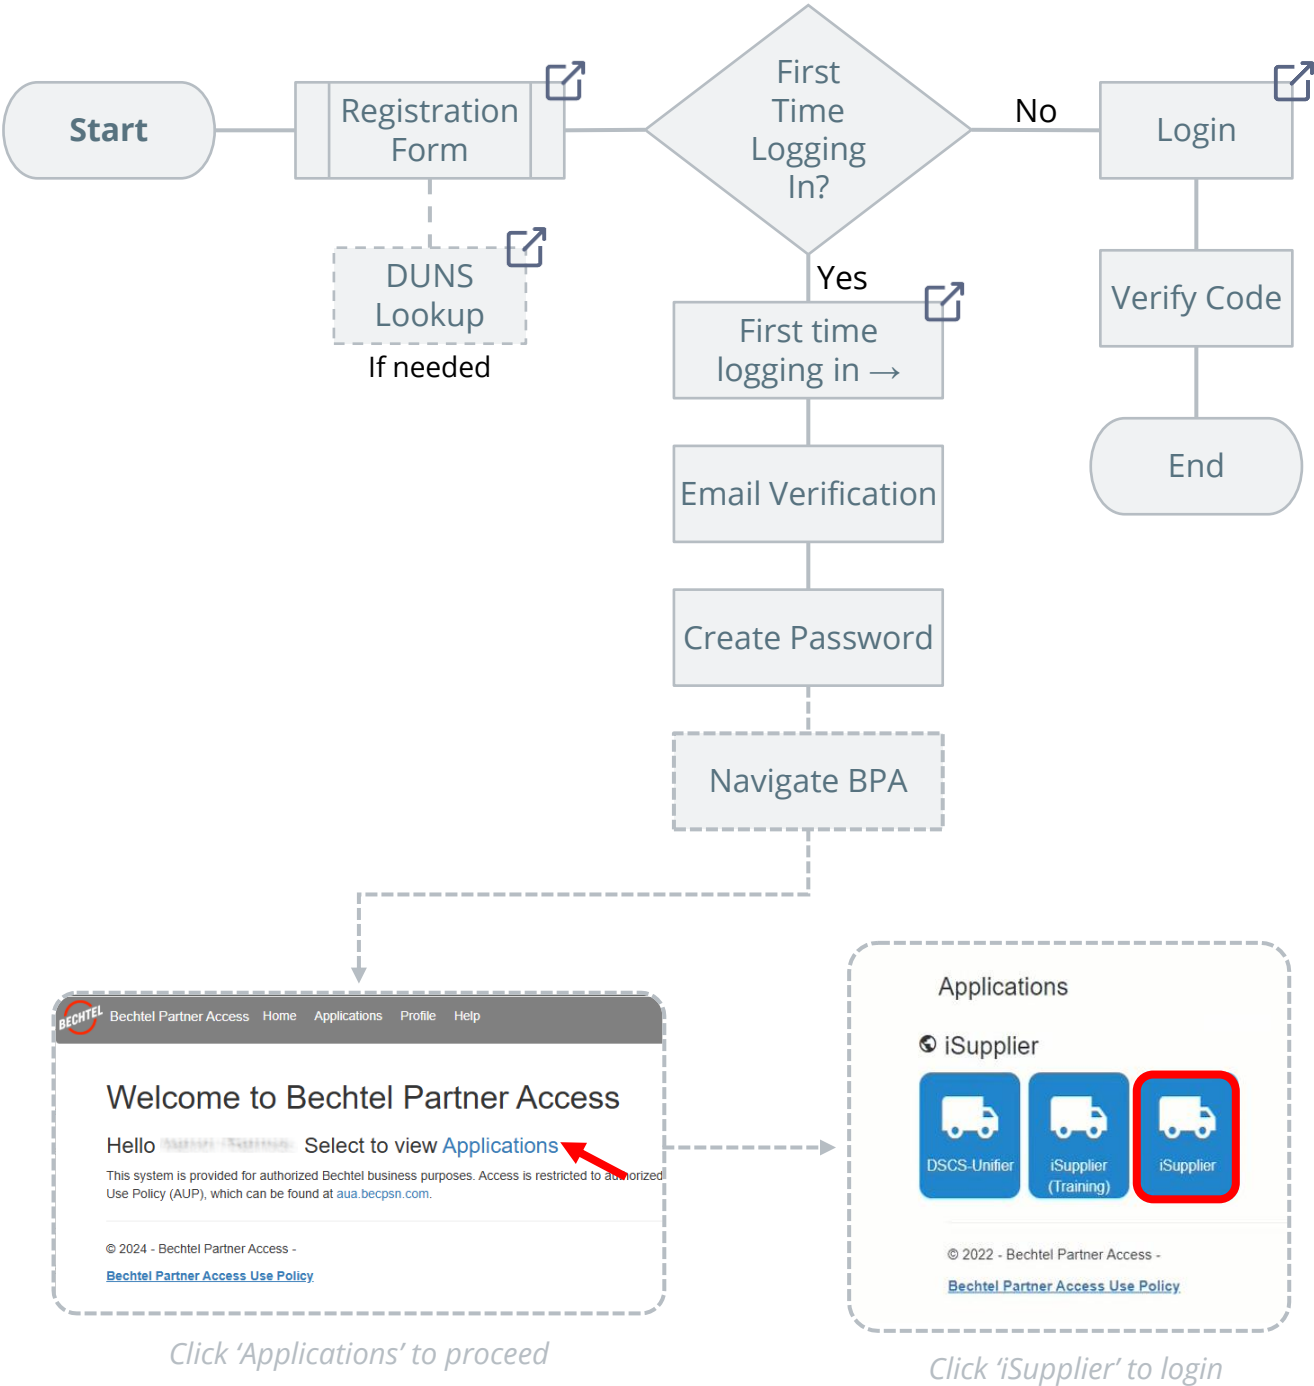 Start
Registration
Form
First
Time
Logging
In?
No
Login
DUNS
Lookup
If needed
Yes
First time
logging in →
Verify Code
End
Email Verification
Create Password
Navigate BPA
BECHTEL
Bechtel Partner Access Home Applications Profile Help
Welcome to Bechtel Partner Access
Hello Select to view Applications
This system is provided for authorized Bechtel business purposes. Access is restricted to authorized
Use Policy (AUP), which can be found at aua.becpsn.com.
© 2024 - Bechtel Partner Access -
Bechtel Partner Access Use Policy
Click ‘Applications’ to proceed
Applications
iSupplier
DSCS-Unifier
iSupplier
(Training)
iSupplier
© 2022 - Bechtel Partner Access -
Bechtel Partner Access Use Policy
Click ‘iSupplier’ to login